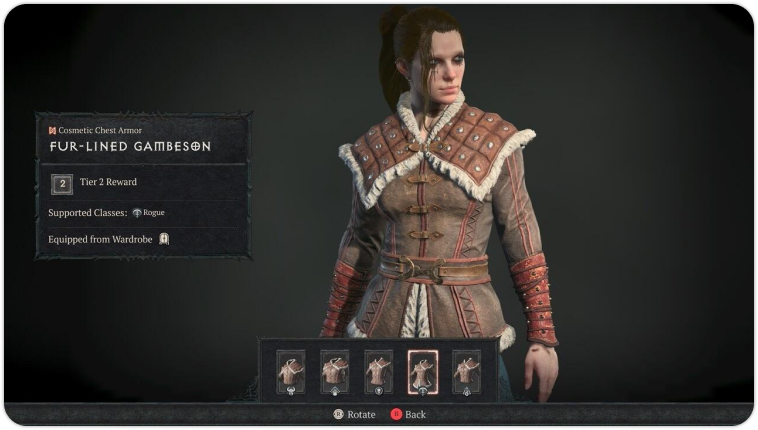 Cosmetic Chest Armor
FUR-LINED GAMBESON
2 Tier 2 Reward
Supported Classes: Rogue
Equipped from Wardrobe
R Rotate B Back